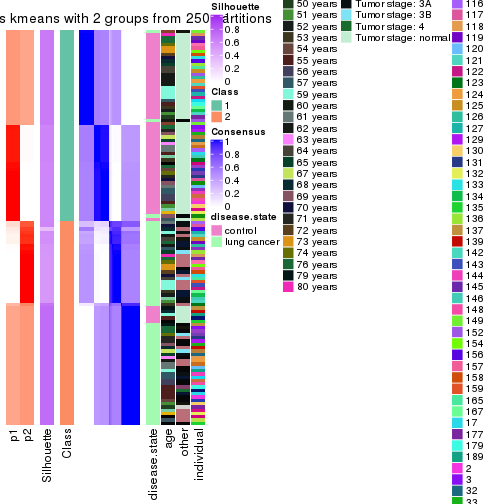 s kmeans with 2 groups from 250 partitions
Silhouette
1
0.8
0.6
0.4
0.2
0
Class
1
2
Consensus
1
0.8
0.6
0.4
0.2
0
disease.state
control
lung cancer
50 years
51 years
52 years
53 years
54 years
55 years
56 years
57 years
59 years
60 years
61 years
62 years
63 years
64 years
65 years
67 years
68 years
69 years
70 years
71 years
72 years
73 years
74 years
76 years
79 years
80 years
Tumor stage: 3A
Tumor stage: 3B
Tumor stage: 4
Tumor stage: normal
116
117
118
119
120
121
122
123
124
125
126
127
129
130
131
132
133
134
135
136
137
139
142
143
144
145
146
148
149
152
154
156
157
158
159
165
167
17
177
179
189
2
3
32
33
p1
p2
Silhouette
Class
disease.state
age
other
individual